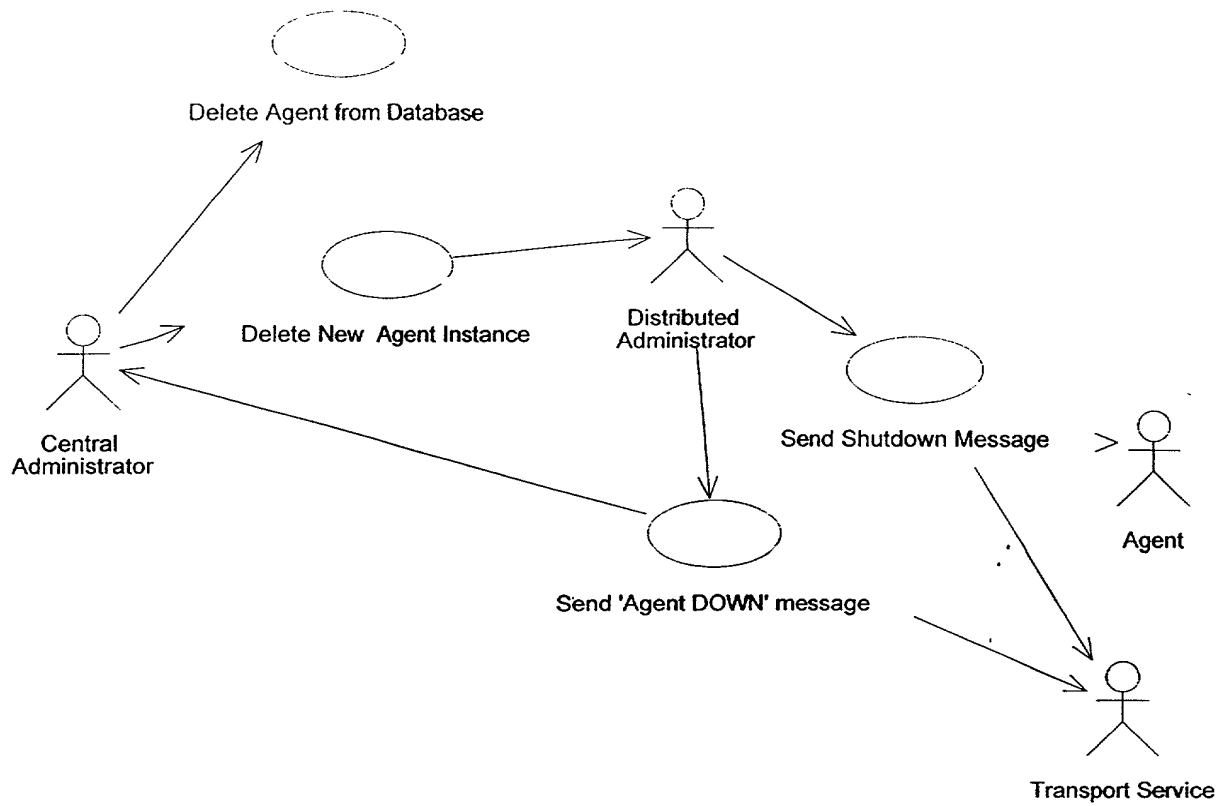 Delete Agent from Database
Delete New Agent Instance
Distributed
Administrator
Central
Administrator
Send Shutdown Message
Agent
Send 'Agent DOWN' message
Transport Service